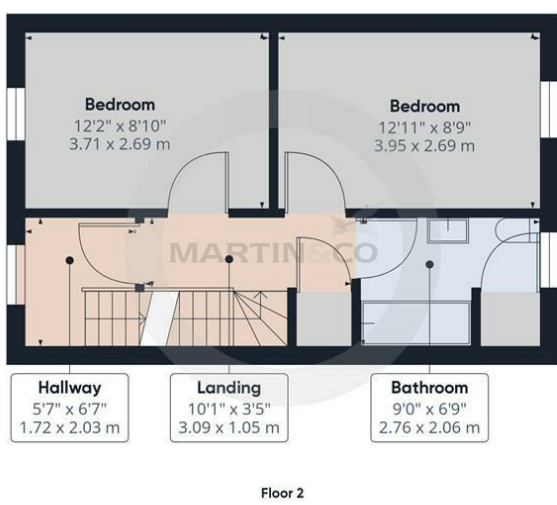 Bedroom
12'2" x 8'10"
3.71 x 2.69 m
Bedroom
12'11" x 8'9"
3.95 x 2.69 m
MARTIN&CO
Hallway
5'7" x 6'7"
1.72 x 2.03 m
Landing
10'1" x 3'5"
3.09 x 1.05 m
Bathroom
9'0" x 6'9"
2.76 x 2.06 m
Floor 2